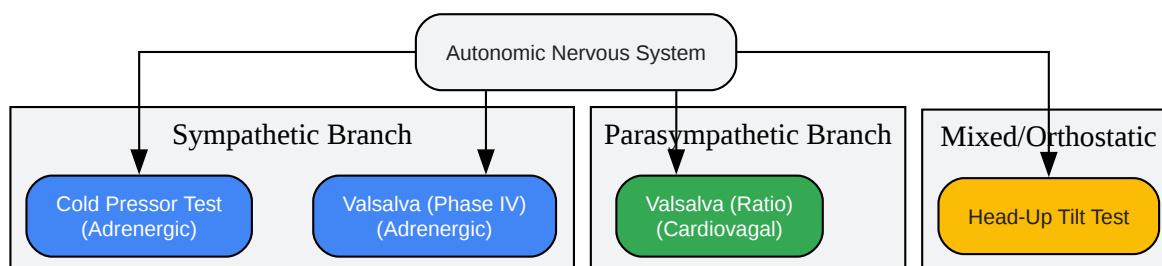 Autonomic Nervous System
Sympathetic Branch
Parasympathetic Branch
Mixed/Orthostatic
Cold Pressor Test
(Adrenergic)
Valsalva (Phase IV)
(Adrenergic)
Valsalva (Ratio)
(Cardiovagal)
Head-Up Tilt Test